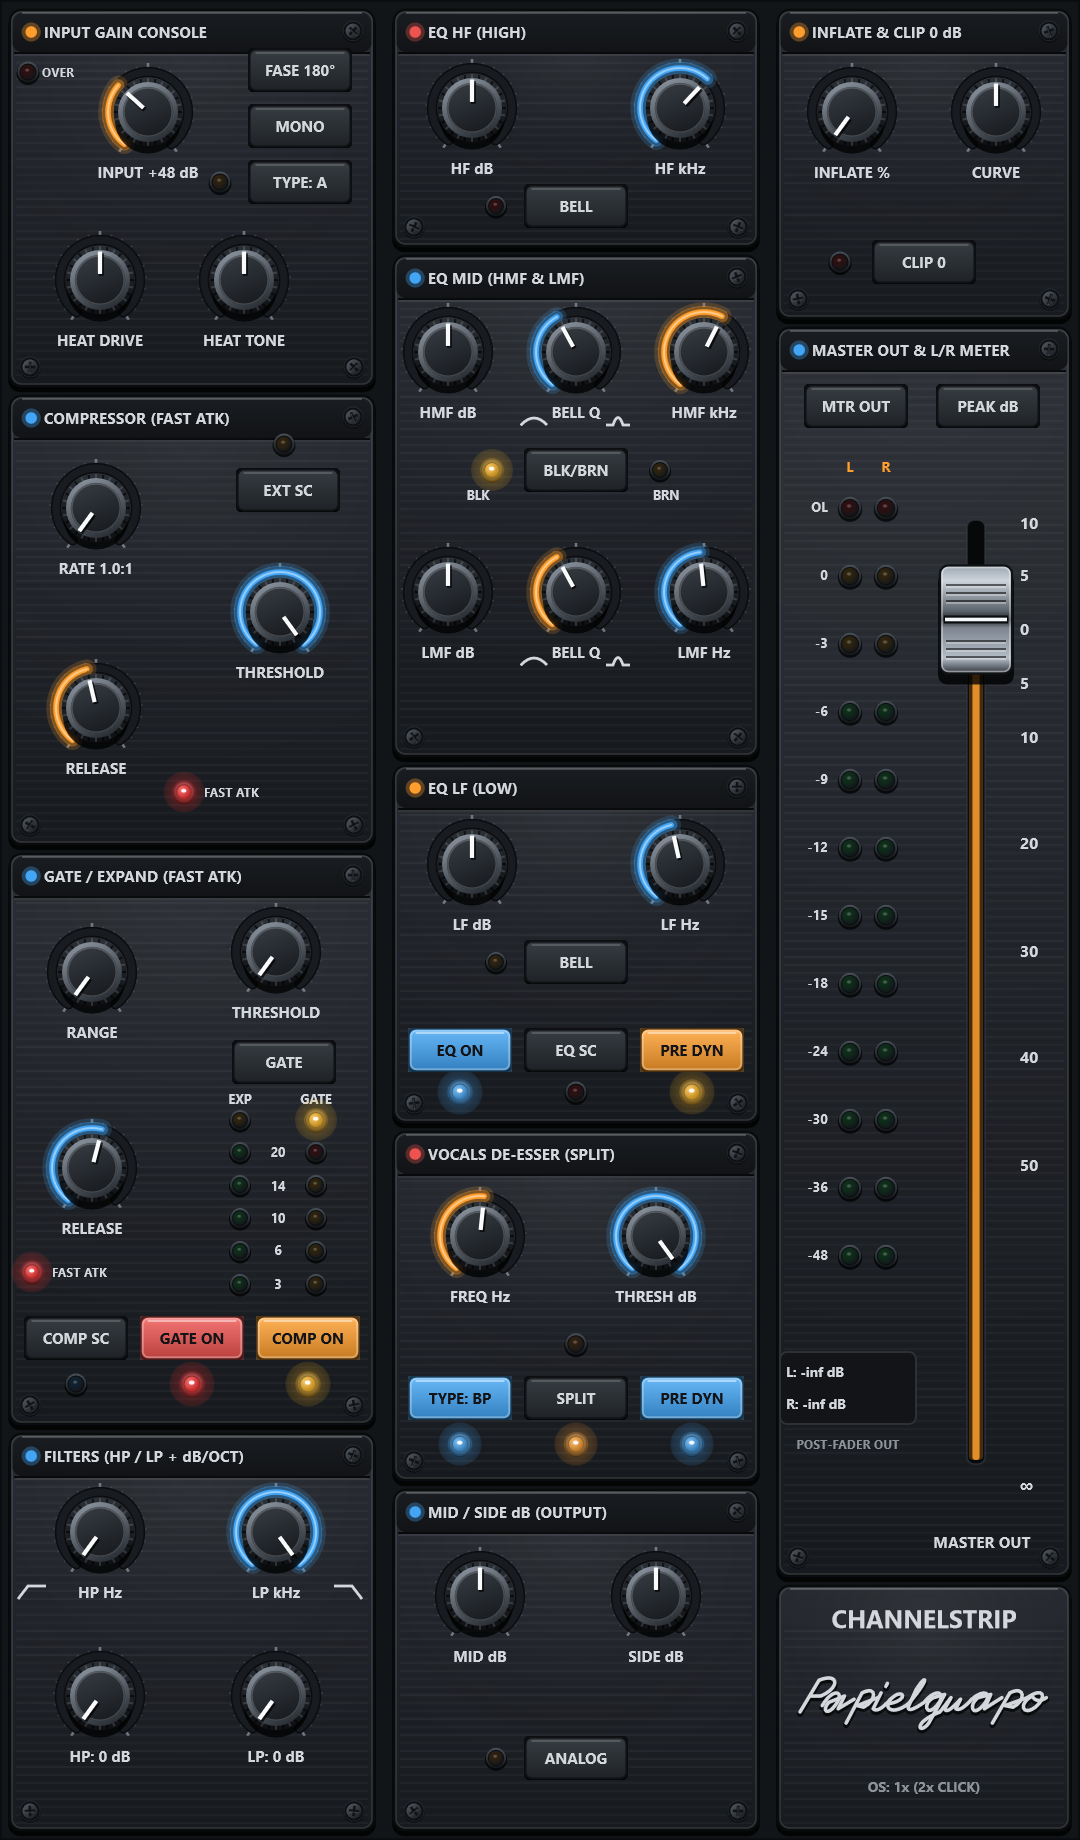 INPUT GAIN CONSOLE
OVER
FASE 180°
MONO
INPUT +48 dB
TYPE: A
HEAT DRIVE
HEAT TONE
COMPRESSOR (FAST ATK)
EXT SC
RATE 1.0:1
THRESHOLD
RELEASE
FAST ATK
GATE / EXPAND (FAST ATK)
RANGE
THRESHOLD
GATE
EXP
GATE
20
14
10
6
3
RELEASE
FAST ATK
COMP SC
GATE ON
COMP ON
FILTERS (HP / LP + dB/OCT)
HP Hz
LP kHz
HP: 0 dB
LP: 0 dB
EQ HF (HIGH)
HF dB
HF kHz
BELL
EQ MID (HMF & LMF)
HMF dB
BELL Q
HMF kHz
BLK/BRN
BLK
BRN
LMF dB
BELL Q
LMF Hz
EQ LF (LOW)
LF dB
LF Hz
BELL
EQ ON
EQ SC
PRE DYN
VOCALS DE-ESSER (SPLIT)
FREQ Hz
THRESH dB
TYPE: BP
SPLIT
PRE DYN
MID / SIDE dB (OUTPUT)
MID dB
SIDE dB
ANALOG
INFLATE & CLIP 0 dB
INFLATE %
CURVE
CLIP 0
MASTER OUT & L/R METER
MTR OUT
PEAK dB
L
R
OL
0
-3
-6
-9
-12
-15
-18
-24
-30
-36
-48
10
5
0
5
10
20
30
40
50
∞
L: -inf dB
R: -inf dB
POST-FADER OUT
MASTER OUT
CHANNELSTRIP
Papielguapo
OS: 1x (2x CLICK)